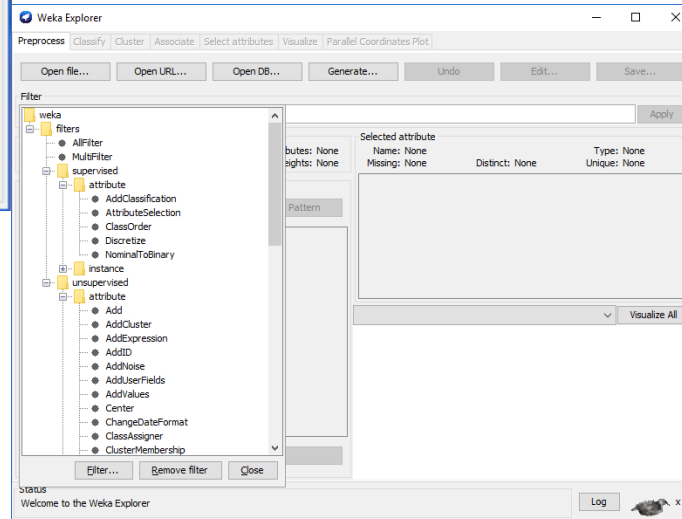 Weka Explorer
Preprocess Classify Cluster Associate Select attributes Visualize Parallel Coordinates Plot
Open file... Open URL... Open DB... Generate... Undo Edit... Save...
Filter
Apply
weka
filters
AllFilter
MultiFilter
supervised
attribute
AddClassification
AttributeSelection
ClassOrder
Discretize
NominalToBinary
instance
unsupervised
attribute
Add
AddCluster
AddExpression
AddID
AddNoise
AddUserFields
AddValues
Center
ChangeDateFormat
ClassAssigner
ClusterMembership
Filter... Remove filter Close
butes: None
eights: None
Pattern
Selected attribute
Name: None Type: None
Missing: None Distinct: None Unique: None
Visualize All
Status
Welcome to the Weka Explorer
Log x